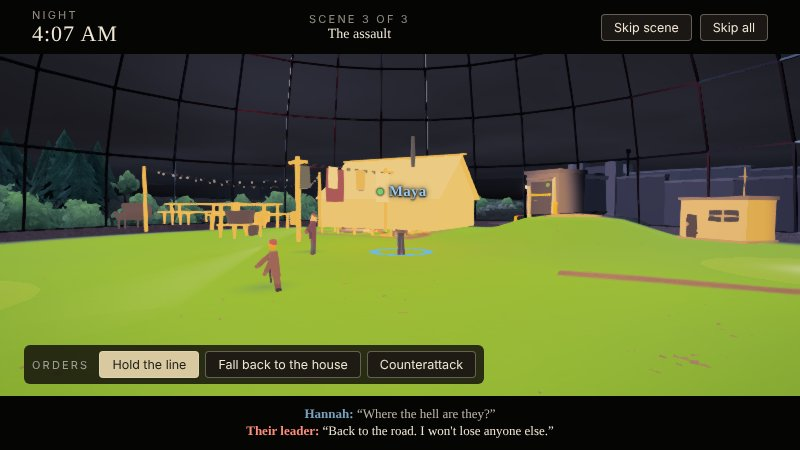 NIGHT
4:07 AM
SCENE 3 OF 3
The assault
Skip scene
Skip all
Maya
ORDERS
Hold the line
Fall back to the house
Counterattack
Hannah: “Where the hell are they?”
Their leader: “Back to the road. I won't lose anyone else.”